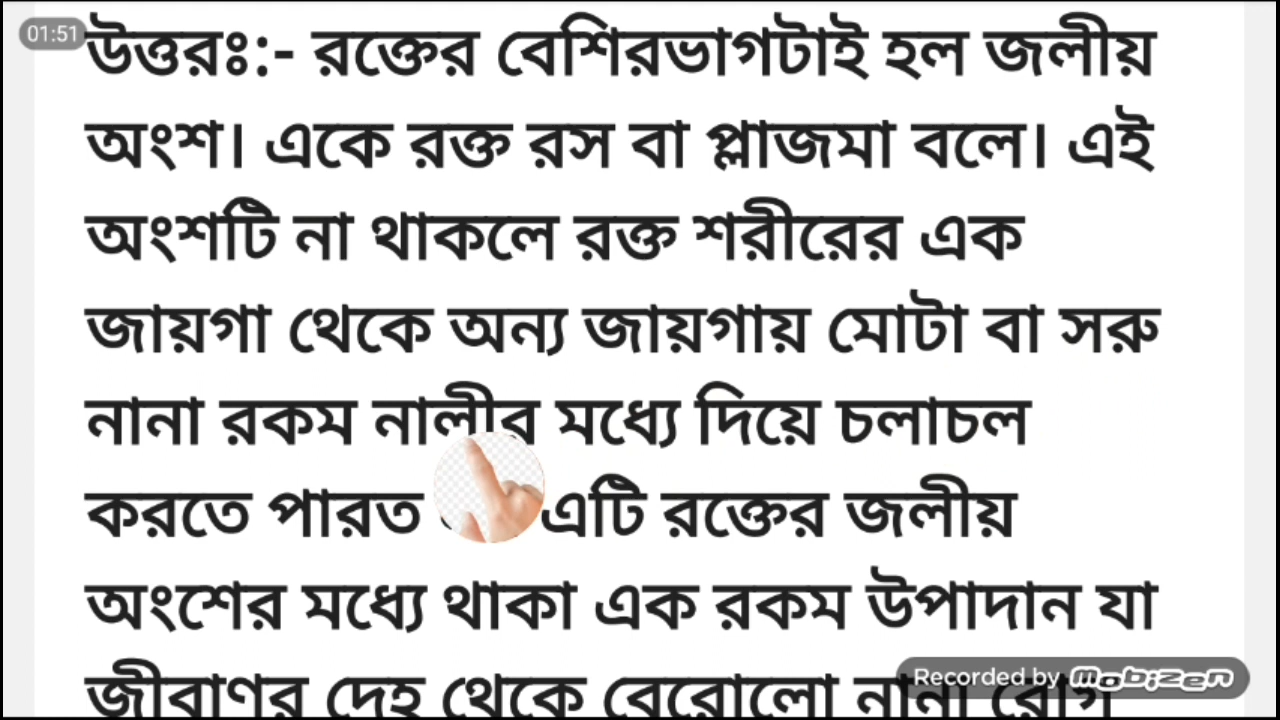 01:51
উত্তরঃ:- রক্তের বেশিরভাগটাই হল জলীয়
অংশ। একে রক্ত রস বা প্লাজমা বলে। এই
অংশটি না থাকলে রক্ত শরীরের এক
জায়গা থেকে অন্য জায়গায় মোটা বা সরু
নানা রকম নালীর মধ্যে দিয়ে চলাচল
করতে পারত এটি রক্তের জলীয়
অংশের মধ্যে থাকা এক রকম উপাদান যা
জীবাণুর দেহ থেকে বেরোলো নানা রোগ
Recorded by mobizen